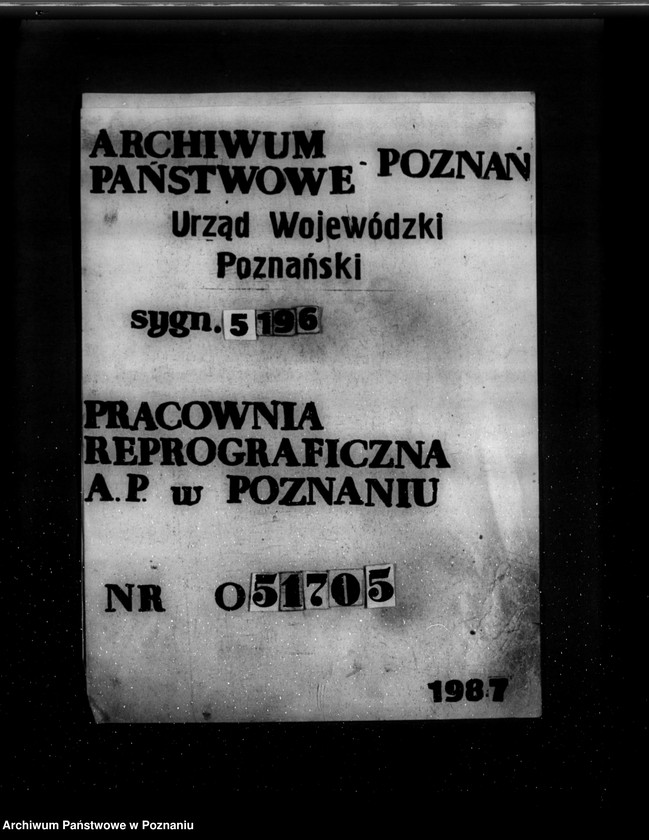 ARCHIWUM
PAŃSTWOWE - POZNAŃ
Urząd Wojewódzki
Poznański
sygn. 5196
PRACOWNIA
REPROGRAFICZNA
A.P. w POZNANIU
NR O51705
1987
Archiwum Państwowe w Poznaniu